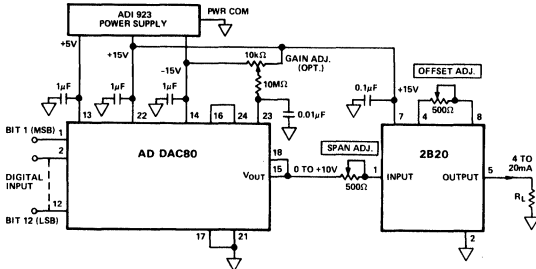 ADI 923
POWER SUPPLY
PWR COM
+5V
+15V
-15V
10kΩ
GAIN ADJ.
(OPT.)
10MΩ
1µF
1µF
1µF
0.01µF
0.1µF
+15V
OFFSET ADJ.
500Ω
13
22
14
16
24
23
7
4
8
BIT 1 (MSB)
1
2
DIGITAL
INPUT
BIT 12 (LSB)
12
AD DAC80
18
15
VOUT
17
21
0 TO +10V
SPAN ADJ.
500Ω
1
INPUT
2B20
OUTPUT
5
2
4 TO
20mA
RL